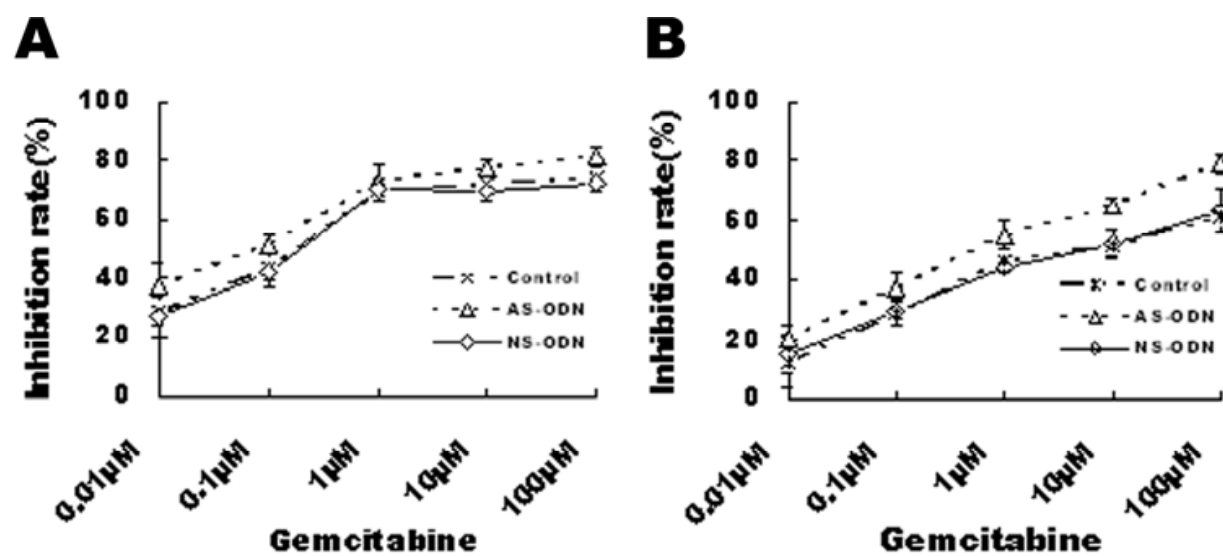 A
Inhibition rate(%)
100
80
60
40
20
0
Control
AS-ODN
NS-ODN
0.01μM
0.1μM
1μM
10μM
100μM
Gemcitabine
B
Inhibition rate(%)
100
80
60
40
20
0
Control
AS-ODN
NS-ODN
0.01μM
0.1μM
1μM
10μM
100μM
Gemcitabine